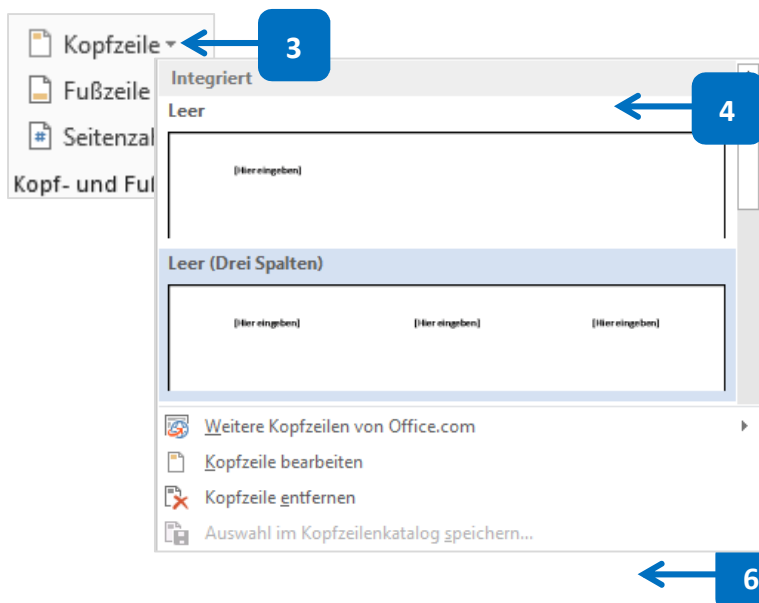 Kopfzeile
3
Fußzeile
Seitenzal
Kopf- und Fuß
Integriert
4
Leer
[Hier eingeben]
Leer (Drei Spalten)
[Hier eingeben] [Hier eingeben] [Hier eingeben]
Weitere Kopfzeilen von Office.com
Kopfzeile bearbeiten
Kopfzeile entfernen
Auswahl im Kopfzeilenkatalog speichern...
6